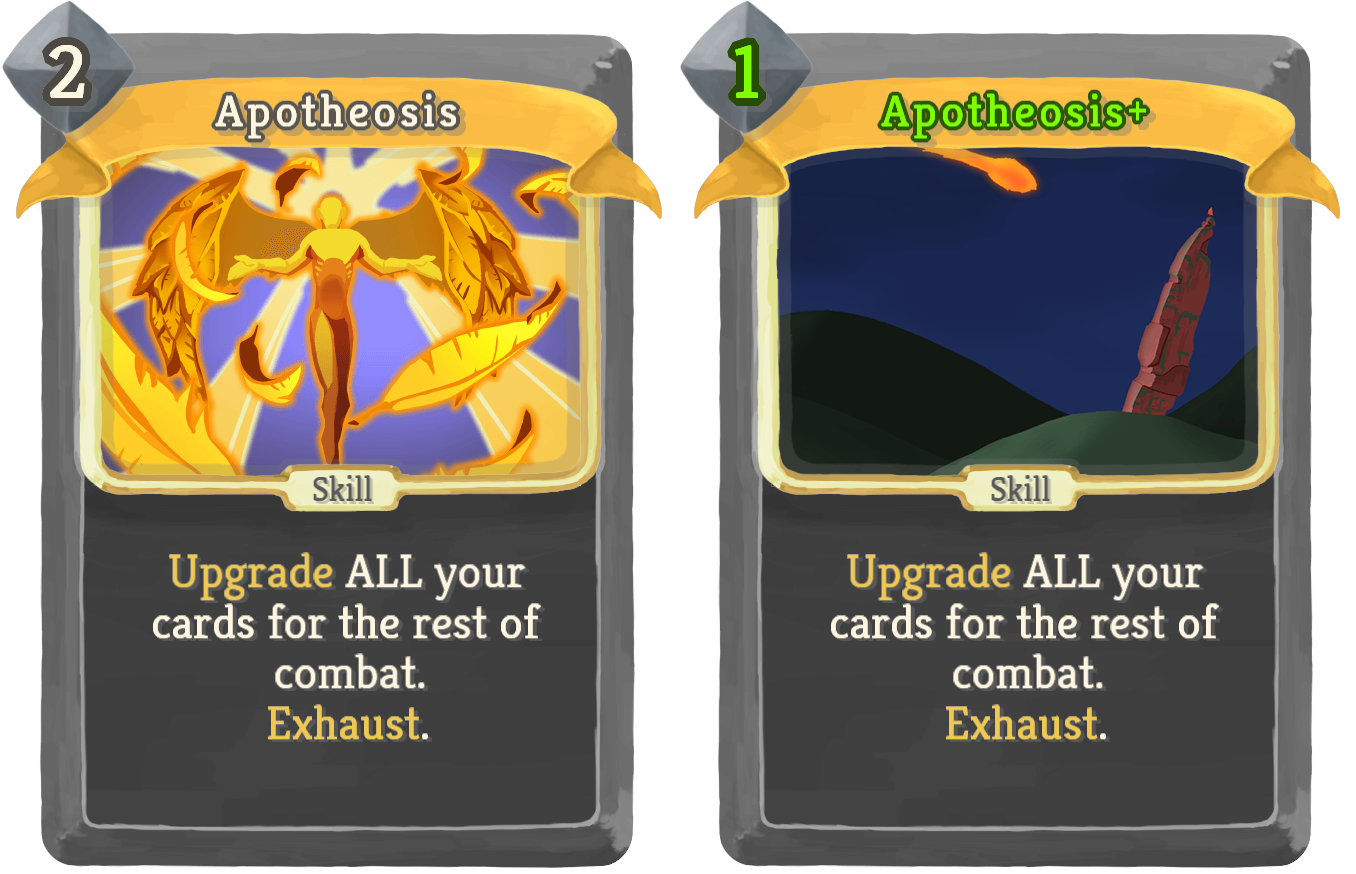 2
Apotheosis
Skill
Upgrade ALL your
cards for the rest of
combat.
Exhaust.
1
Apotheosis+
Skill
Upgrade ALL your
cards for the rest of
combat.
Exhaust.